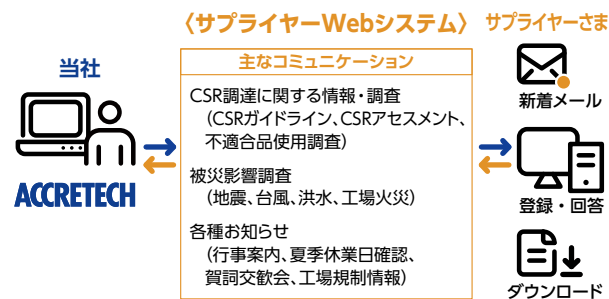 〈サプライヤーWebシステム〉
サプライヤーさま
当社
ACCRETECH
主なコミュニケーション
CSR調達に関する情報・調査
（CSRガイドライン、CSRアセスメント、
不適合品使用調査）
被災影響調査
（地震、台風、洪水、工場火災）
各種お知らせ
（行事案内、夏季休業日確認、
賀詞交歓会、工場規制情報）
新着メール
登録・回答
ダウンロード